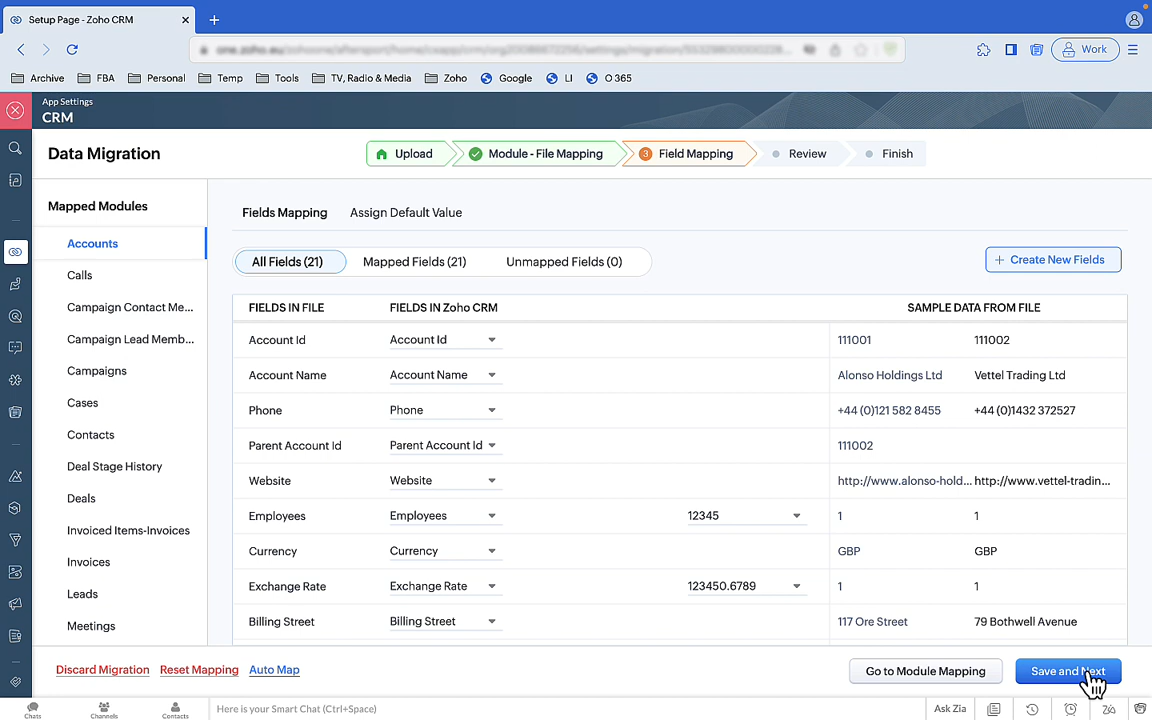 Setup Page - Zoho CRM
Work
Archive FBA Personal Temp Tools TV, Radio & Media Zoho Google LI O 365
App Settings
CRM
Data Migration
Upload Module - File Mapping 3 Field Mapping Review Finish
Mapped Modules
Accounts
Calls
Campaign Contact Me...
Campaign Lead Memb...
Campaigns
Cases
Contacts
Deal Stage History
Deals
Invoiced Items-Invoices
Invoices
Leads
Meetings
Fields Mapping Assign Default Value
All Fields (21) Mapped Fields (21) Unmapped Fields (0)
+ Create New Fields
FIELDS IN FILE FIELDS IN Zoho CRM SAMPLE DATA FROM FILE
Account Id Account Id 111001 111002
Account Name Account Name Alonso Holdings Ltd Vettel Trading Ltd
Phone Phone +44 (0)121 582 8455 +44 (0)1432 372527
Parent Account Id Parent Account Id 111002
Website Website http://www.alonso-hold... http://www.vettel-tradin...
Employees Employees 12345 1 1
Currency Currency GBP GBP
Exchange Rate Exchange Rate 123450.6789 1 1
Billing Street Billing Street 117 Ore Street 79 Bothwell Avenue
Discard Migration Reset Mapping Auto Map
Go to Module Mapping Save and Next
Chats Channels Contacts
Here is your Smart Chat (Ctrl+Space)
Ask Zia